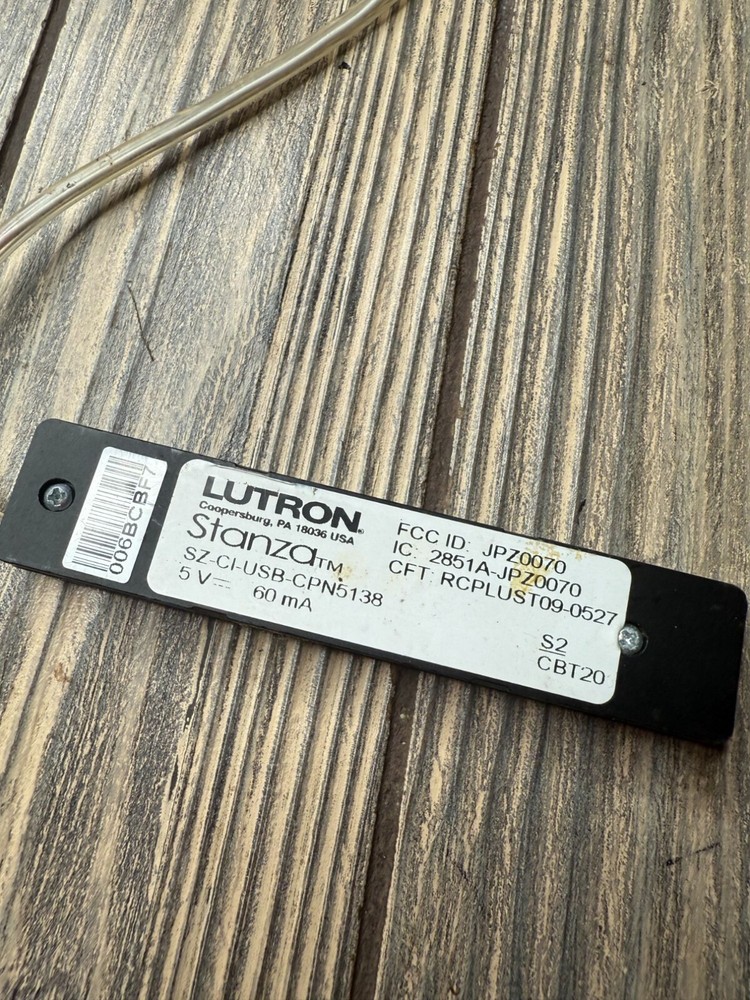 006BCBF7
LUTRON®
Coopersburg, PA 18036 USA
Stanza™
SZ-CI-USB-CPN5138
5 V⎓ 60 mA
FCC ID: JPZ0070
IC: 2851A-JPZ0070
CFT: RCPLUST09-0527
S2
CBT20